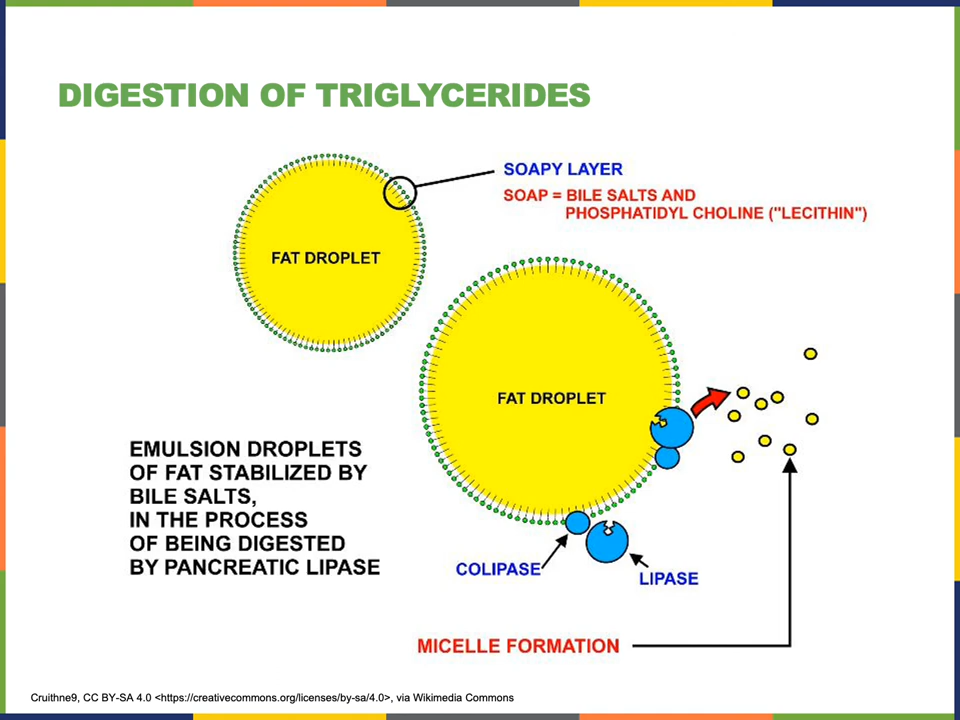 DIGESTION OF TRIGLYCERIDES
SOAPY LAYER
SOAP = BILE SALTS AND
PHOSPHATIDYL CHOLINE ("LECITHIN")
FAT DROPLET
FAT DROPLET
EMULSION DROPLETS
OF FAT STABILIZED BY
BILE SALTS,
IN THE PROCESS
OF BEING DIGESTED
BY PANCREATIC LIPASE
COLIPASE
LIPASE
MICELLE FORMATION
Cruithne9, CC BY-SA 4.0 <https://creativecommons.org/licenses/by-sa/4.0>, via Wikimedia Commons